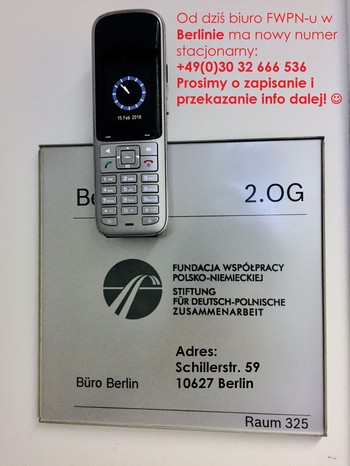 Od dziś biuro FWPN-u w
Berlinie ma nowy numer
stacjonarny:
+49(0)30 32 666 536
Prosimy o zapisanie i
przekazanie info dalej! ☺
15 Feb 2018
Be
2.OG
FUNDACJA WSPÓŁPRACY
POLSKO-NIEMIECKIEJ
STIFTUNG
FÜR DEUTSCH-POLNISCHE
ZUSAMMENARBEIT
Adres:
Schillerstr. 59
10627 Berlin
Büro Berlin
Raum 325